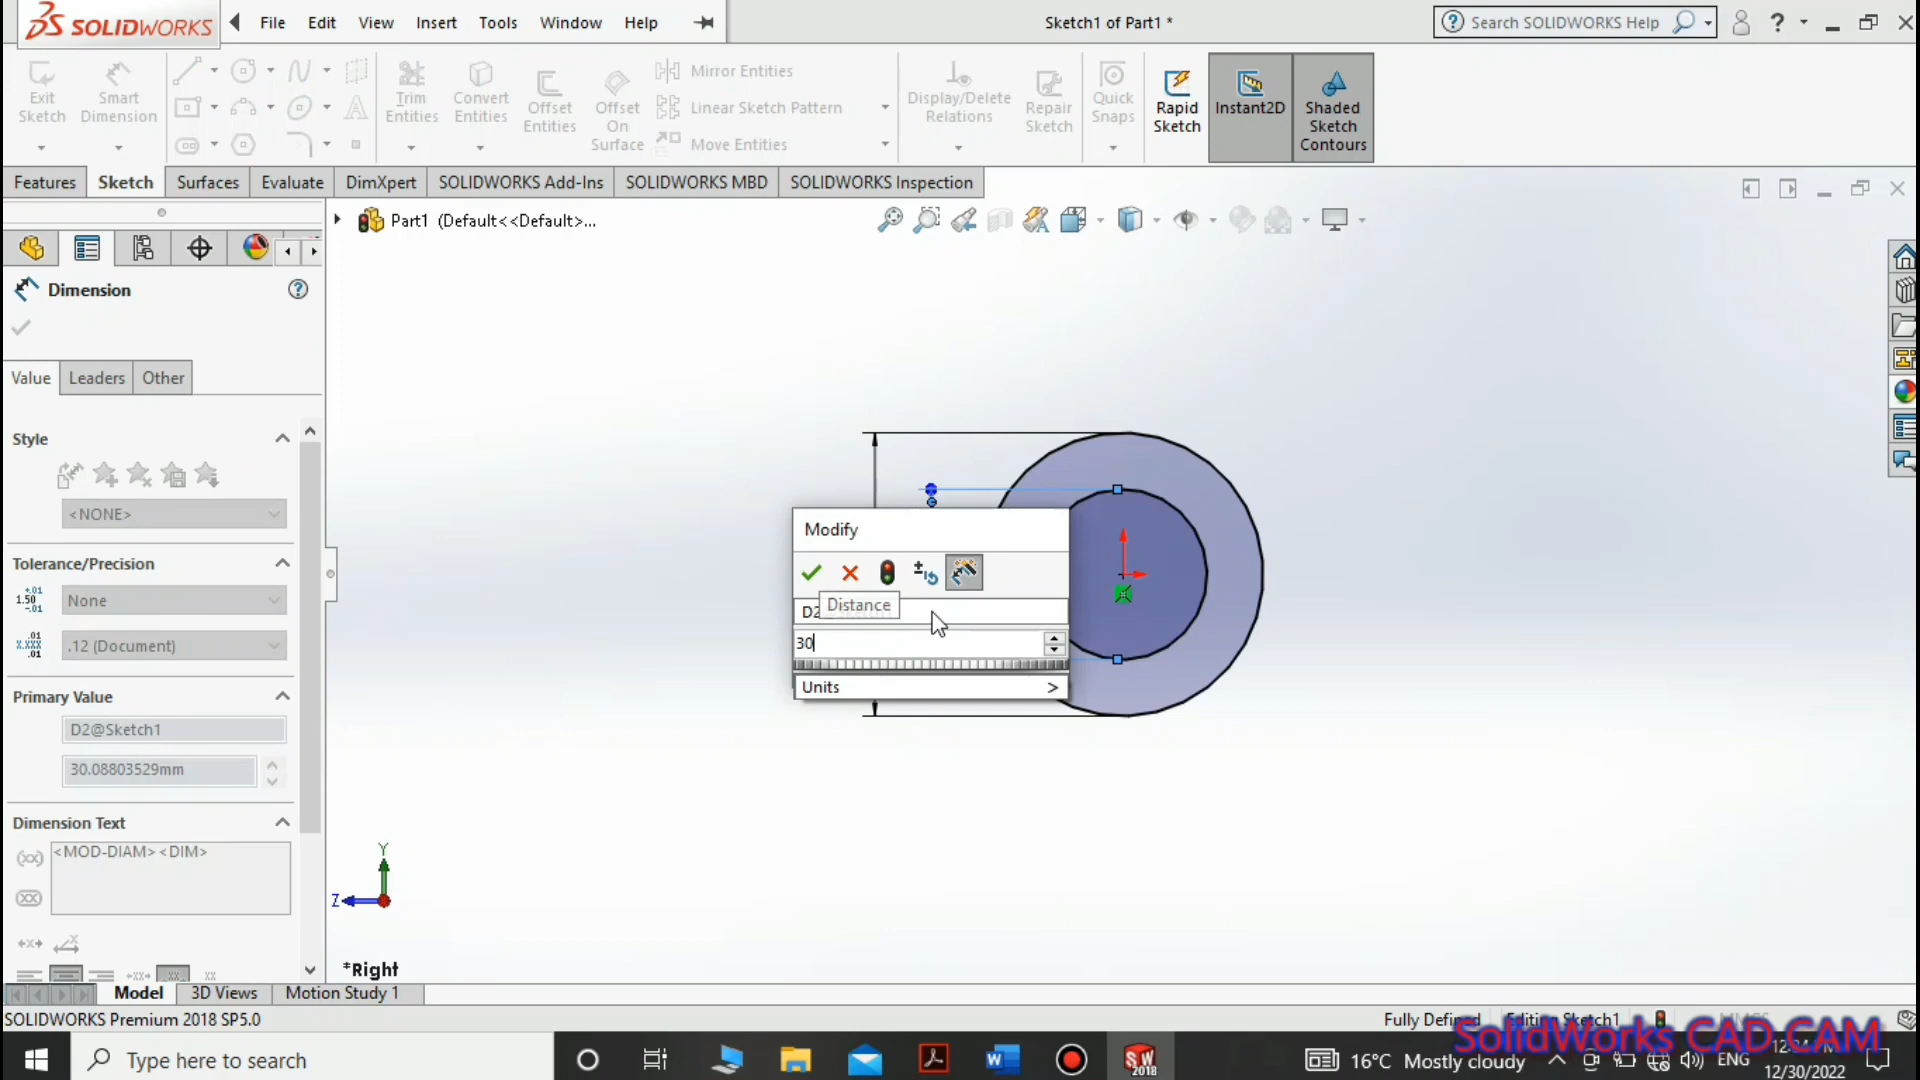 SOLIDWORKS File Edit View Insert Tools Window Help Sketch1 of Part1 * Search SOLIDWORKS Help ?
Exit Sketch
Smart Dimension
Trim Entities
Convert Entities
Offset Entities
Offset On Surface
Mirror Entities
Linear Sketch Pattern
Move Entities
Display/Delete Relations
Repair Sketch
Quick Snaps
Rapid Sketch
Instant2D
Shaded Sketch Contours
Features Sketch Surfaces Evaluate DimXpert SOLIDWORKS Add-Ins SOLIDWORKS MBD SOLIDWORKS Inspection
Part1 (Default<<Default>...
Dimension
Value Leaders Other
Style
<NONE>
Tolerance/Precision
None
.12 (Document)
Primary Value
D2@Sketch1
30.08803529mm
Dimension Text
<MOD-DIAM><DIM>
Modify
Distance
D2
30
Units >
Y
Z
*Right
Model 3D Views Motion Study 1
SOLIDWORKS Premium 2018 SP5.0
Fully Defined Editing Sketch1
SolidWorks CAD CAM
Type here to search
16°C Mostly cloudy ENG
12/30/2022